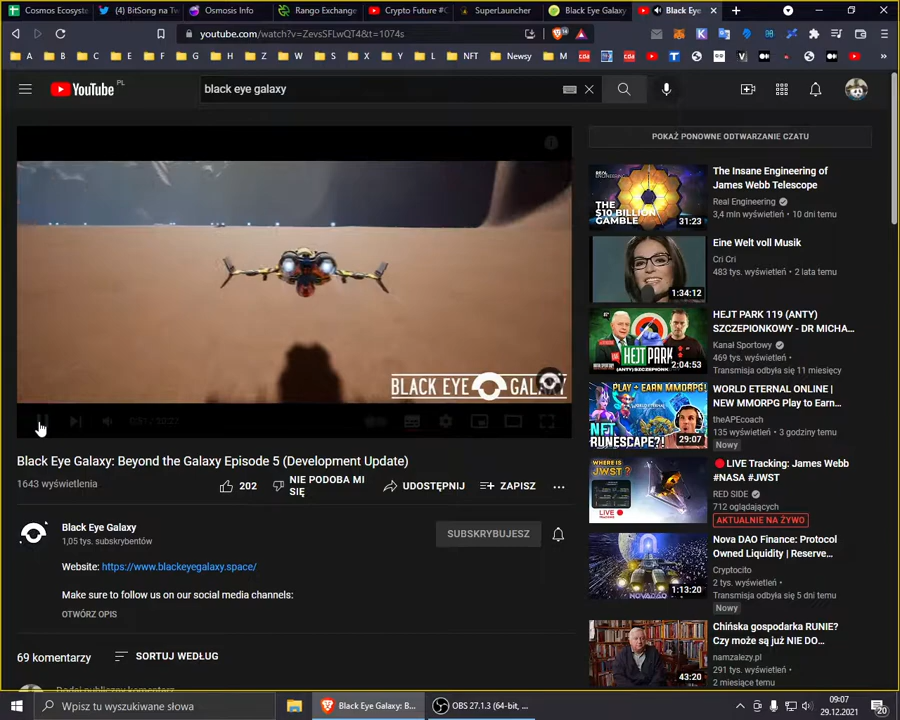 Cosmos Ecosyste
(4) BitSong na Tw
Osmosis Info
Rango Exchange
Crypto Future #C
SuperLauncher
Black Eye Galaxy
Black Eye
youtube.com/watch?v=ZevsSFLwQT4&t=1074s
A
B
C
E
F
G
H
Z
W
S
X
Y
L
NFT
Newsy
M
YouTube PL
black eye galaxy
POKAŻ PONOWNE ODTWARZANIE CZATU
BLACK EYE GALAXY
Black Eye Galaxy: Beyond the Galaxy Episode 5 (Development Update)
1643 wyświetlenia
202
NIE PODOBA MI
SIĘ
UDOSTĘPNIJ
ZAPISZ
Black Eye Galaxy
1,05 tys. subskrybentów
SUBSKRYBUJESZ
Website: https://www.blackeyegalaxy.space/
Make sure to follow us on our social media channels:
OTWÓRZ OPIS
69 komentarzy
SORTUJ WEDŁUG
Dodaj publiczny komentarz
REAL ENGINEERING
THE
$10 BILLION
GAMBLE
31:23
The Insane Engineering of
James Webb Telescope
Real Engineering
3,4 mln wyświetleń • 10 dni temu
1:34:12
Eine Welt voll Musik
Cri Cri
483 tys. wyświetleń • 2 lata temu
HEJT PARK
(ANTY)SZCZEPIONKOWY
2:04:53
HEJT PARK 119 (ANTY)
SZCZEPIONKOWY - DR MICHA...
Kanał Sportowy
469 tys. wyświetleń
Transmisja odbyła się 11 miesięcy
PLAY + EARN MMORPG!
NFT
RUNESCAPE?!
29:07
WORLD ETERNAL ONLINE |
NEW MMORPG Play to Earn...
theAPEcoach
135 wyświetleń • 3 godziny temu
Nowy
WHERE IS
JWST
LIVE
TRACKING
LIVE Tracking: James Webb
#NASA #JWST
RED SIDE
712 oglądających
AKTUALNIE NA ŻYWO
NOVADAO
1:13:20
Nova DAO Finance: Protocol
Owned Liquidity | Reserve...
Cryptocito
2 tys. wyświetleń •
Transmisja odbyła się 5 dni temu
Nowy
43:20
Chińska gospodarka RUNIE?
Czy może są już NIE DO...
namzalezy.pl
291 tys. wyświetleń •
2 miesiące temu
Wpisz tu wyszukiwane słowa
Black Eye Galaxy: B...
OBS 27.1.3 (64-bit, ...
09:07
29.12.2021
20